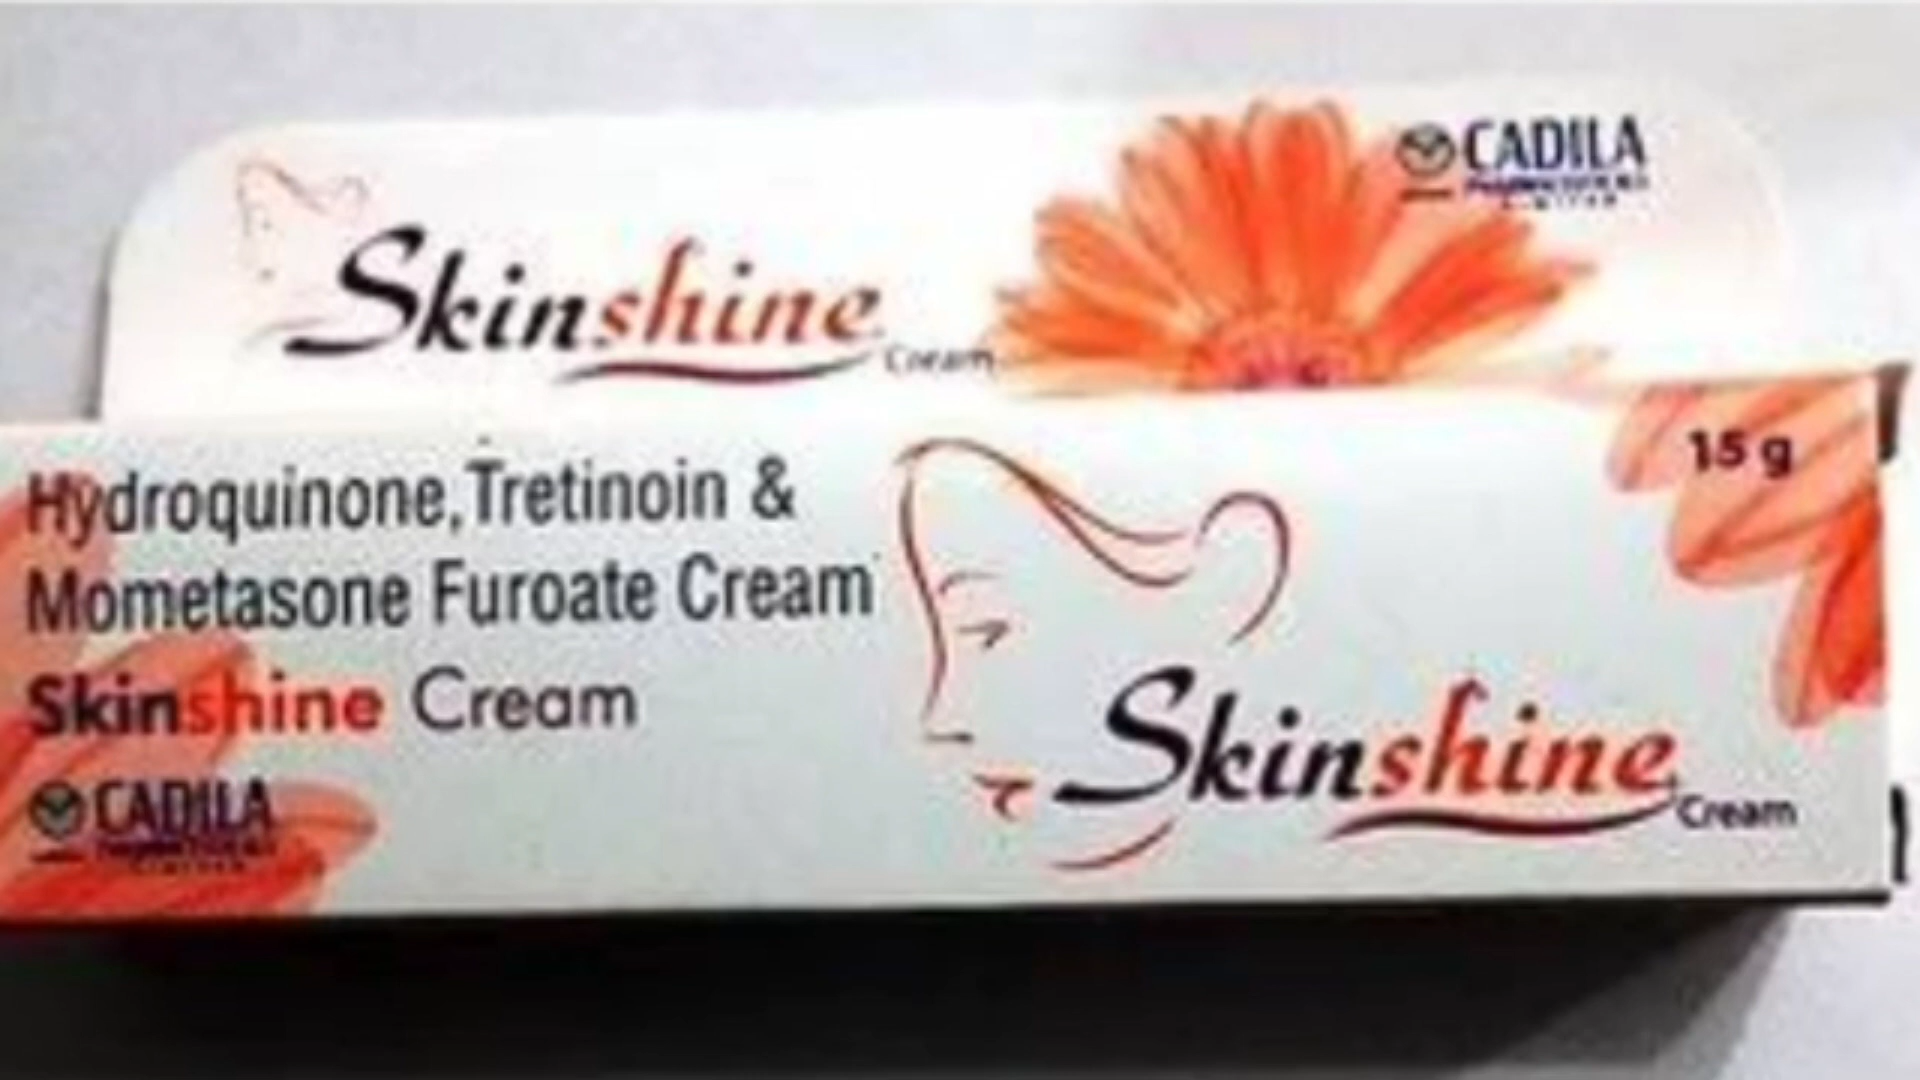 Skinshine
Cream
CADILA
15 g
Hydroquinone, Tretinoin &
Mometasone Furoate Cream
Skinshine Cream
CADILA
Skinshine
Cream